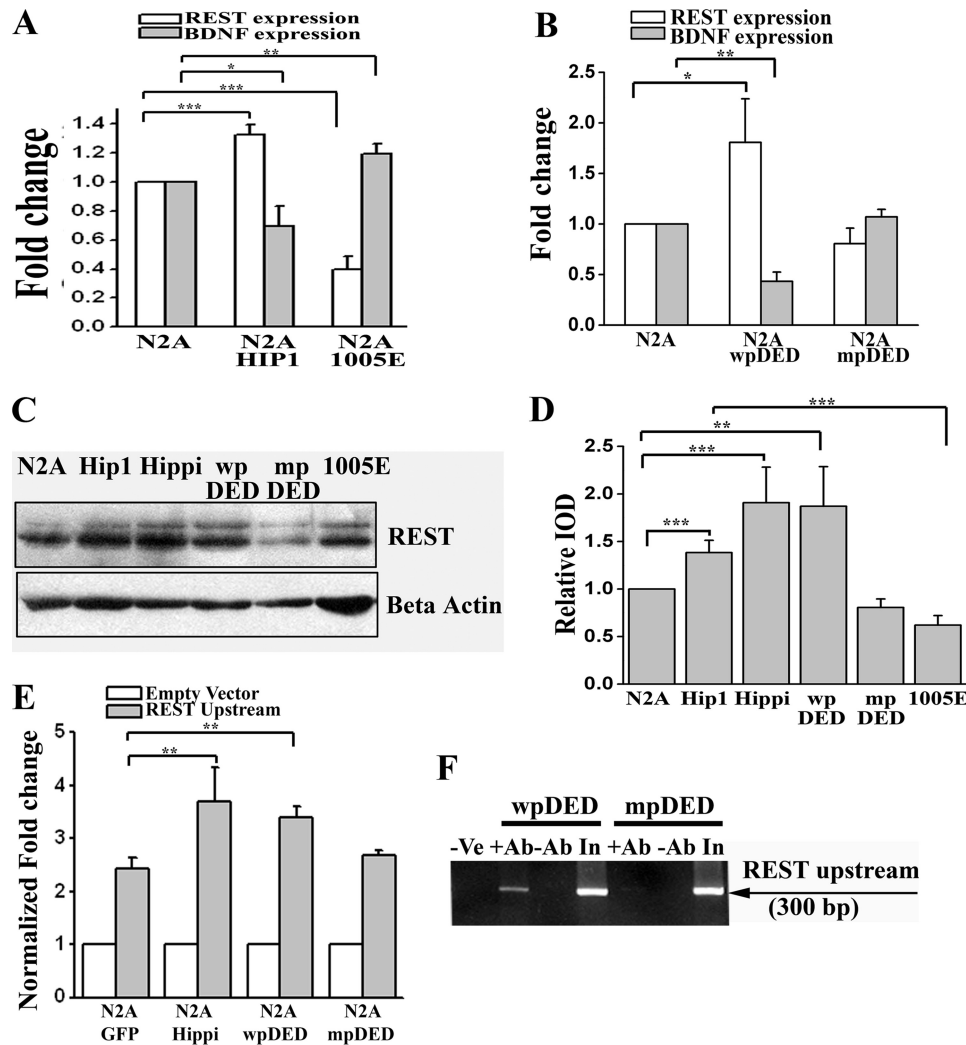 A
REST expression
BDNF expression
**
*
***
***
Fold change
1.4
1.2
1.0
0.8
0.6
0.4
0.2
0.0
N2A
N2A
HIP1
N2A
1005E
B
REST expression
BDNF expression
**
*
Fold change
2.5
2.0
1.5
1.0
0.5
0.0
N2A
N2A
wpDED
N2A
mpDED
C
N2A Hip1 Hippi wp mp 1005E
DED DED
REST
Beta Actin
D
***
**
***
***
Relative IOD
2.5
2.0
1.5
1.0
0.5
0.0
N2A Hip1 Hippi wp mp 1005E
DED DED
E
Empty Vector
REST Upstream
**
**
Normalized Fold change
5
4
3
2
1
0
N2A
GFP
N2A
Hippi
N2A
wpDED
N2A
mpDED
F
wpDED mpDED
-Ve +Ab -Ab In +Ab -Ab In
REST upstream
(300 bp)